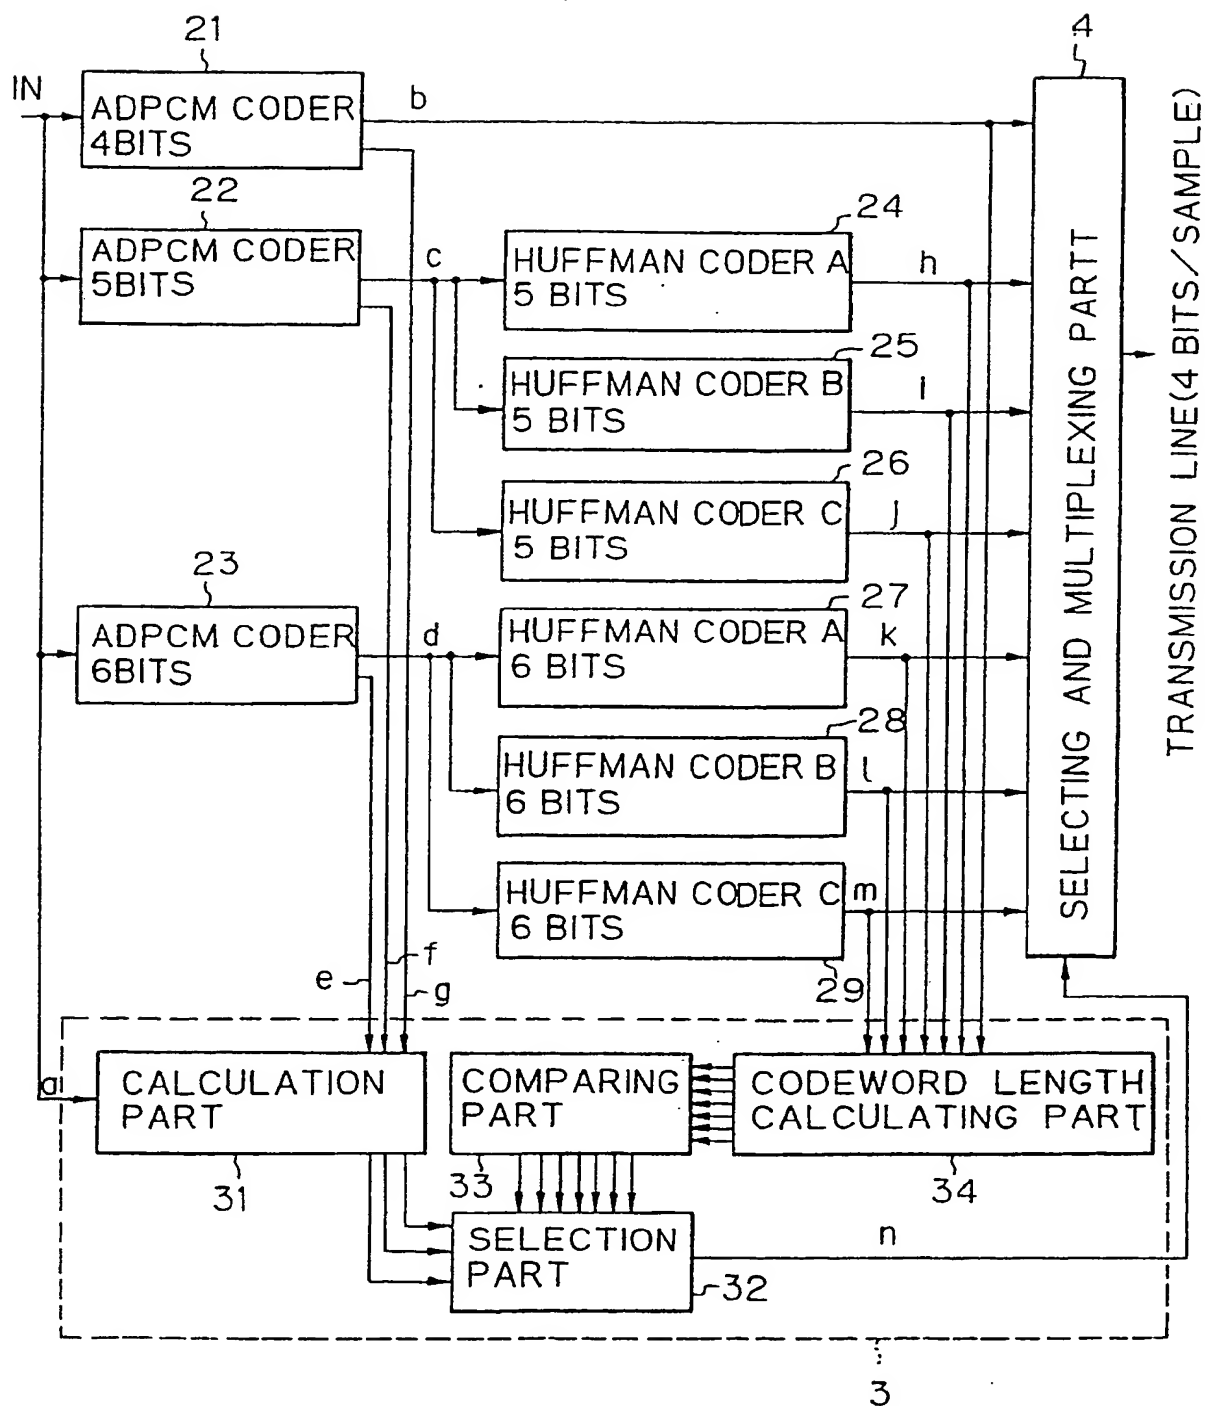 21
4
IN
ADPCM CODER
4BITS
b
22
ADPCM CODER
5BITS
c
24
HUFFMAN CODER A
5 BITS
h
25
HUFFMAN CODER B
5 BITS
i
26
HUFFMAN CODER C
5 BITS
j
23
ADPCM CODER
6BITS
d
27
HUFFMAN CODER A
6 BITS
k
28
HUFFMAN CODER B
6 BITS
l
HUFFMAN CODER C
6 BITS
m
29
SELECTING AND MULTIPLEXING PARTT
TRANSMISSION LINE(4 BITS/SAMPLE)
e
f
g
a
CALCULATION
PART
31
COMPARING
PART
33
CODEWORD LENGTH
CALCULATING PART
34
SELECTION
PART
32
n
3